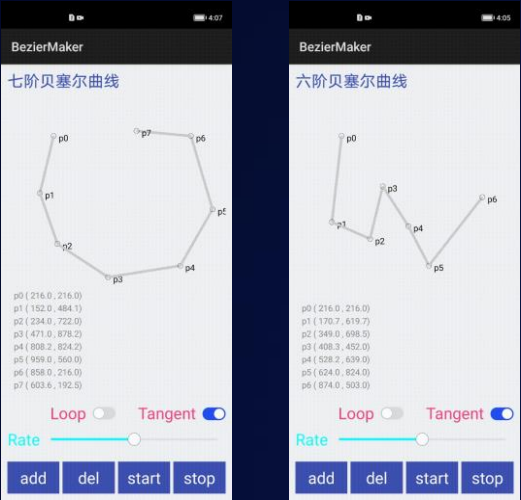 4:07
BezierMaker
七阶贝塞尔曲线
p0
p7
p6
p1
p5
p2
p4
p3
p0 ( 216.0 , 216.0)
p1 ( 152.0 , 484.1)
p2 ( 234.0 , 722.0)
p3 ( 471.0 , 878.2)
p4 ( 808.2 , 824.2)
p5 ( 959.0 , 560.0)
p6 ( 858.0 , 216.0)
p7 ( 603.6 , 192.5)
Loop Tangent
Rate
add del start stop
4:05
BezierMaker
六阶贝塞尔曲线
p0
p3
p6
p1
p4
p2
p5
p0 ( 216.0 , 216.0)
p1 ( 170.7 , 619.7)
p2 ( 349.0 , 698.5)
p3 ( 408.3 , 452.0)
p4 ( 528.2 , 639.0)
p5 ( 624.0 , 824.0)
p6 ( 874.0 , 503.0)
Loop Tangent
Rate
add del start stop